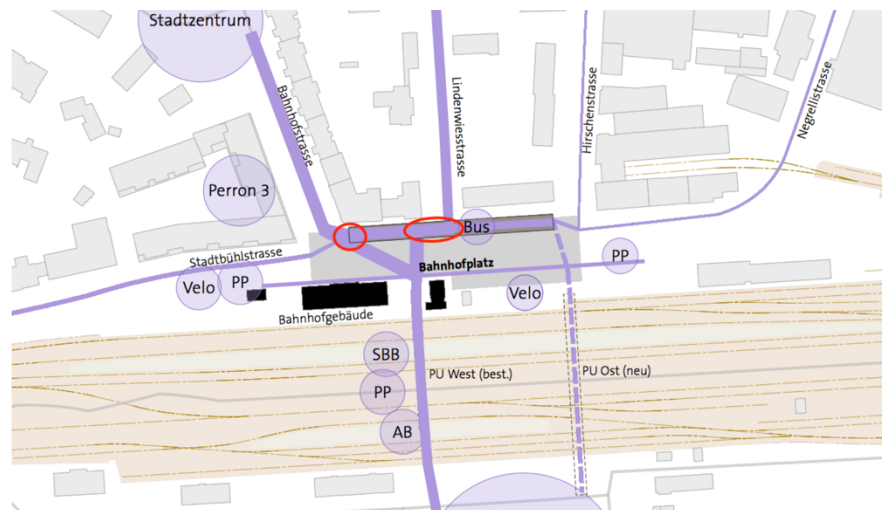 Stadtzentrum
Bahnhofstrasse
Lindenwiesstrasse
Hirschenstrasse
Negrellistrasse
Perron 3
Bus
Stadtbühlstrasse
Bahnhofplatz
PP
Velo
PP
Velo
Bahnhofgebäude
SBB
PU West (best.)
PU Ost (neu)
PP
AB